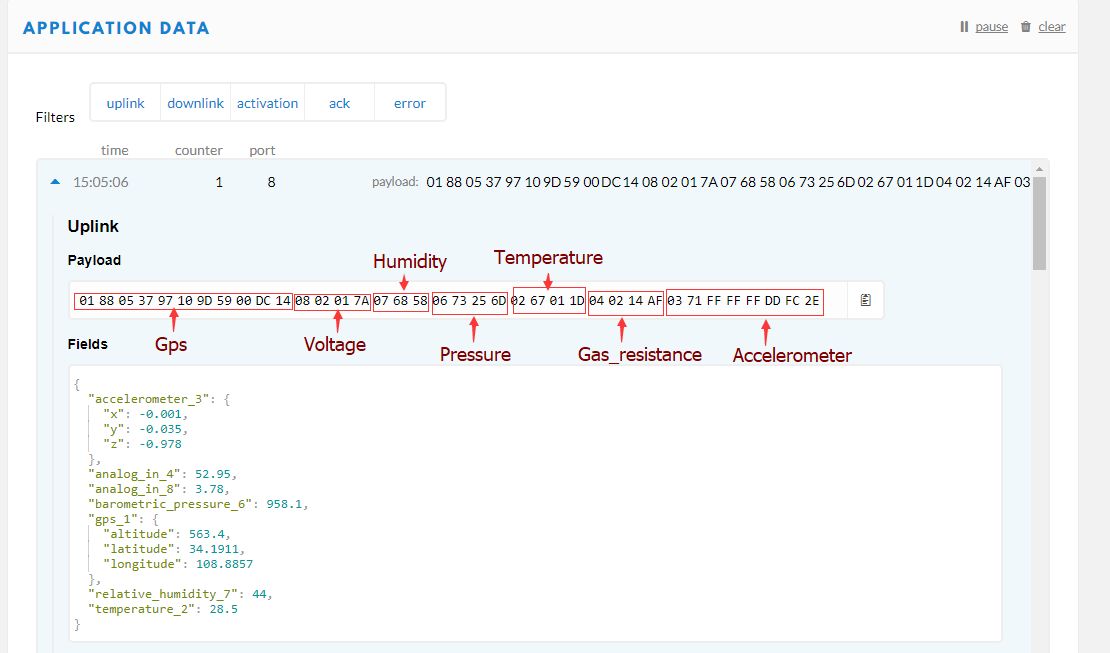 APPLICATION DATA
pause clear
Filters uplink downlink activation ack error
time counter port
15:05:06 1 8 payload: 01 88 05 37 97 10 9D 59 00 DC 14 08 02 01 7A 07 68 58 06 73 25 6D 02 67 01 1D 04 02 14 AF 03
Uplink
Payload
Humidity Temperature
01 88 05 37 97 10 9D 59 00 DC 14 08 02 01 7A 07 68 58 06 73 25 6D 02 67 01 1D 04 02 14 AF 03 71 FF FF FF DD FC 2E
Gps Voltage Pressure Gas_resistance Accelerometer
Fields
{
"accelerometer_3": {
"x": -0.001,
"y": -0.035,
"z": -0.978
},
"analog_in_4": 52.95,
"analog_in_8": 3.78,
"barometric_pressure_6": 958.1,
"gps_1": {
"altitude": 563.4,
"latitude": 34.1911,
"longitude": 108.8857
},
"relative_humidity_7": 44,
"temperature_2": 28.5
}